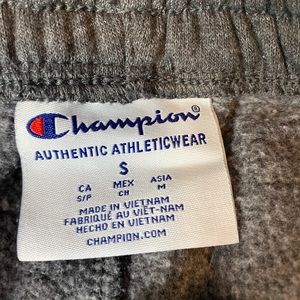 Champion®
AUTHENTIC ATHLETICWEAR
S
CA MEX ASIA
S/P CH M
MADE IN VIETNAM
FABRIQUÉ AU VIÊT-NAM
HECHO EN VIETNAM
CHAMPION.COM